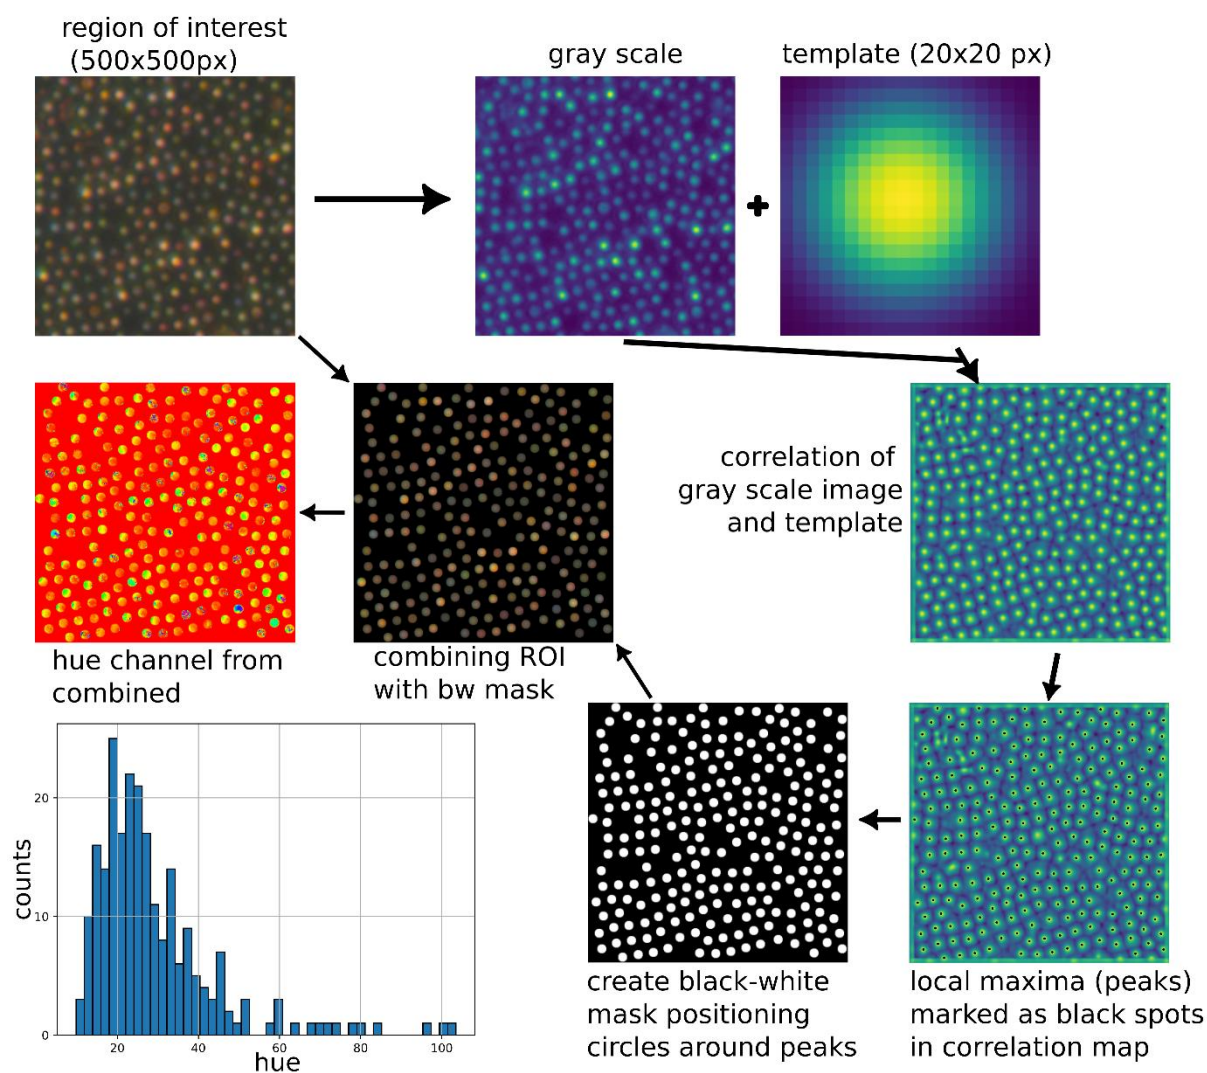 region of interest
(500x500px)
gray scale
template (20x20 px)
correlation of
gray scale image
and template
hue channel from
combined
combining ROI
with bw mask
create black-white
mask positioning
circles around peaks
local maxima (peaks)
marked as black spots
in correlation map
counts
20
10
0
20
40
60
80
100
hue